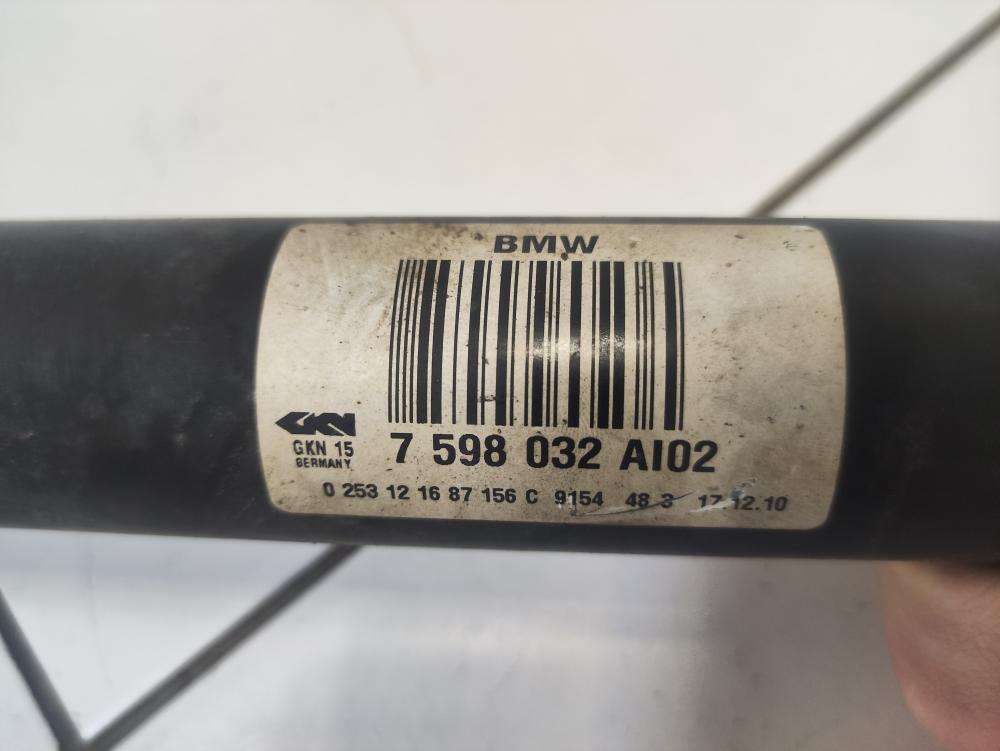 BMW
GKN
GKN 15
GERMANY
7 598 032 AI02
0 253 12 16 87 156 C 9154 48 3 17.12.10